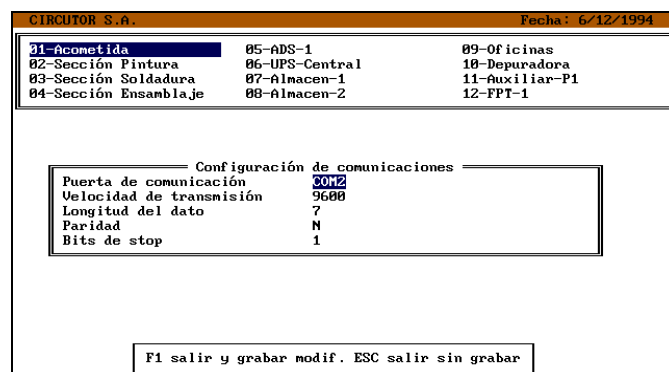 CIRCUTOR S.A. Fecha: 6/12/1994
01-Acometida 05-ADS-1 09-Oficinas
02-Sección Pintura 06-UPS-Central 10-Depuradora
03-Sección Soldadura 07-Almacen-1 11-Auxiliar-P1
04-Sección Ensamblaje 08-Almacen-2 12-FPT-1
Configuración de comunicaciones
Puerta de comunicación COM2
Velocidad de transmisión 9600
Longitud del dato 7
Paridad N
Bits de stop 1
F1 salir y grabar modif. ESC salir sin grabar